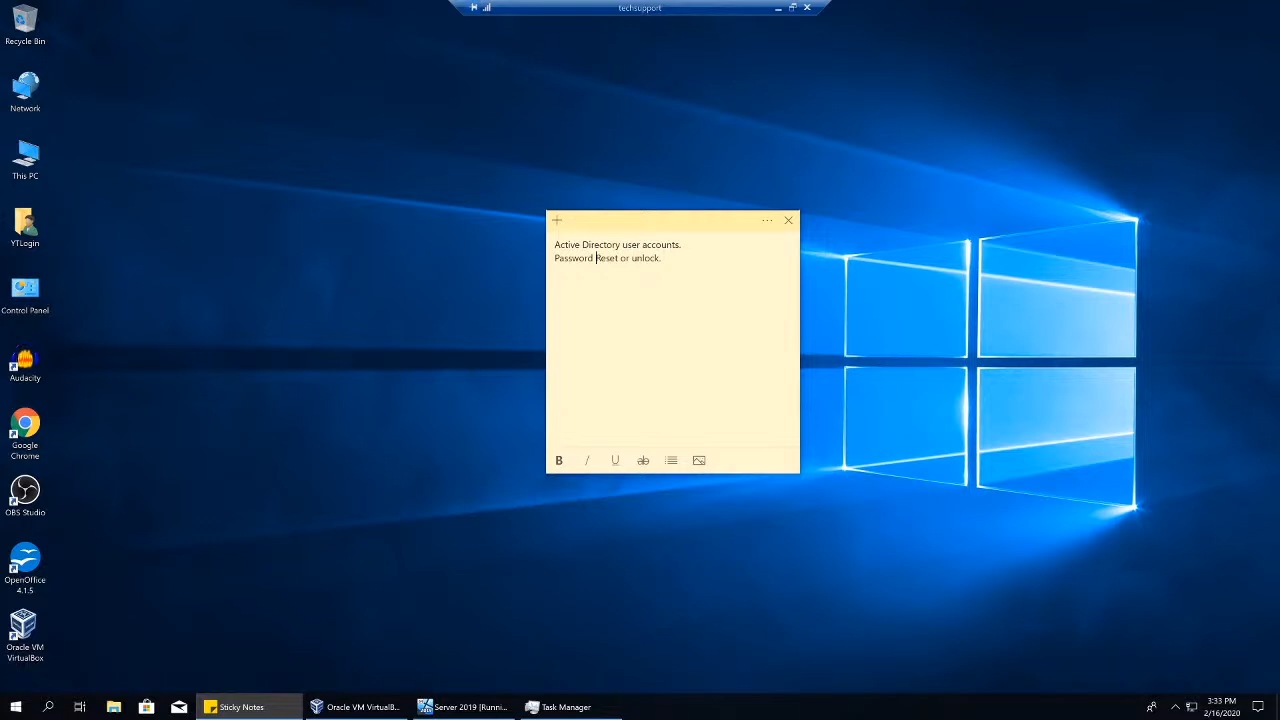 techsupport
Recycle Bin
Network
This PC
YTLogin
Control Panel
Audacity
Google
Chrome
OBS Studio
OpenOffice
4.1.5
Oracle VM
VirtualBox
Active Directory user accounts.
Password Reset or unlock.
B / U ab
Sticky Notes
Oracle VM VirtualB...
Server 2019 [Runni...
Task Manager
3:33 PM
2/16/2020